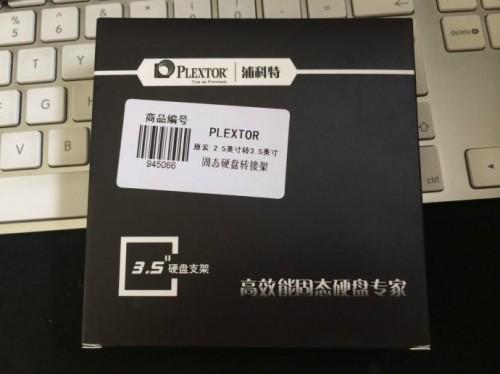 PLEXTOR® 浦科特
True as Promised.
商品编号
945066
PLEXTOR
原装 2.5英寸转3.5英寸
固态硬盘转接架
3.5" 硬盘支架
高效能固态硬盘专家
delete